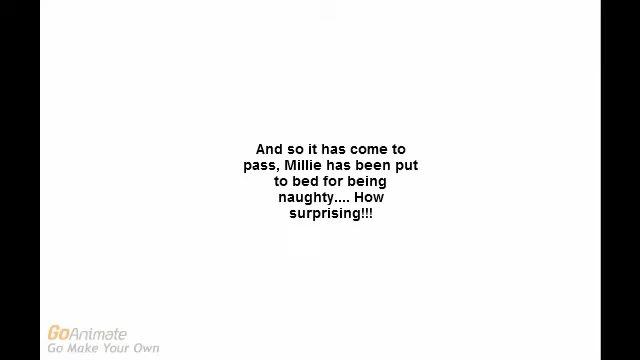 And so it has come to
pass, Millie has been put
to bed for being
naughty.... How
surprising!!!
GoAnimate
Go Make Your Own